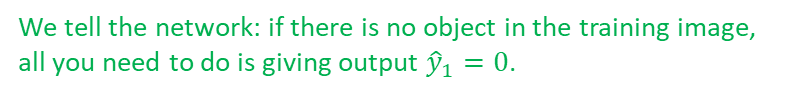 We tell the network: if there is no object in the training image,
all you need to do is giving output ŷ₁ = 0.